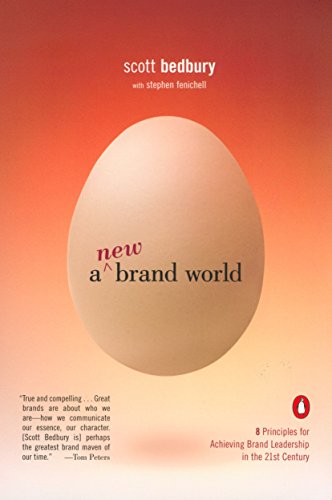 scott bedbury
with stephen fenichell
new
a ^ brand world
"True and compelling . . . Great
brands are about who we
are—how we communicate
our essence, our character.
[Scott Bedbury is] perhaps
the greatest brand maven of
our time." —Tom Peters
8 Principles for
Achieving Brand Leadership
in the 21st Century